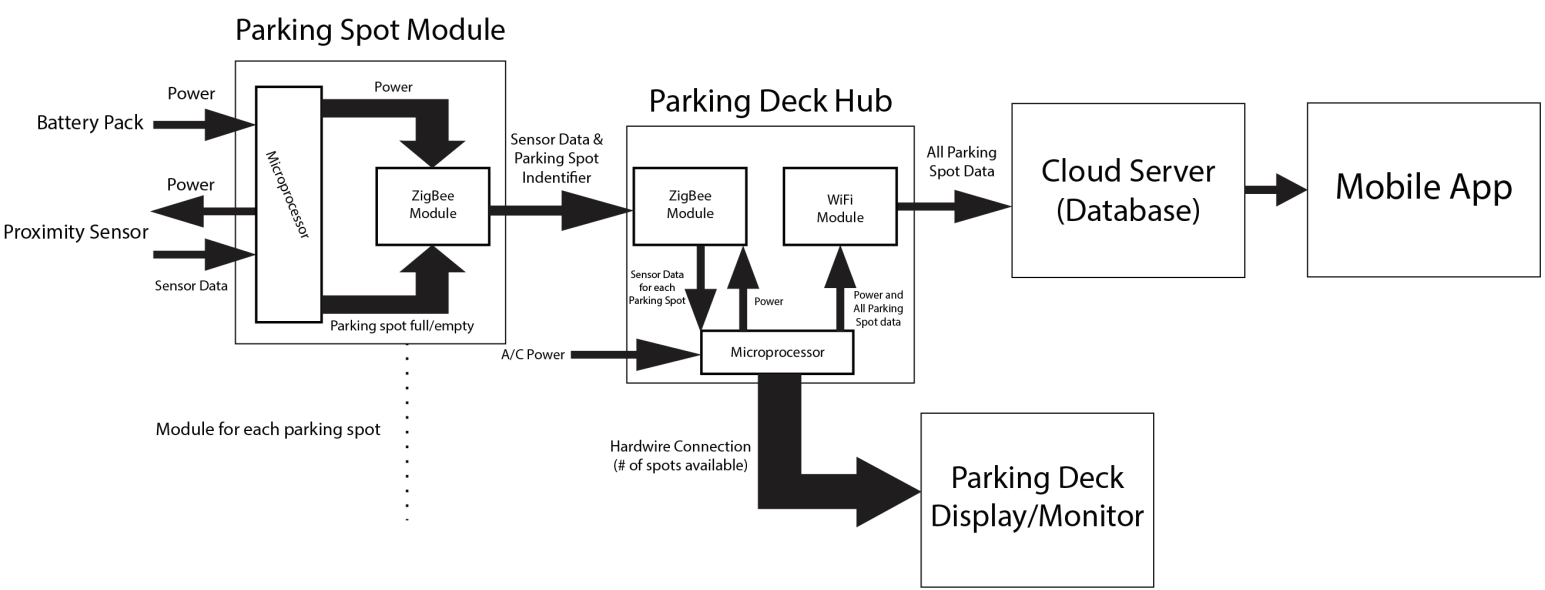 Parking Spot Module
Power
Battery Pack
Power
Proximity Sensor
Sensor Data
Microprocessor
Power
ZigBee
Module
Parking spot full/empty
Module for each parking spot
Sensor Data &
Parking Spot
Indentifier
Parking Deck Hub
ZigBee
Module
WiFi
Module
Sensor Data
for each
Parking Spot
Power
Power and
All Parking
Spot data
A/C Power
Microprocessor
Hardwire Connection
(# of spots available)
Parking Deck
Display/Monitor
All Parking
Spot Data
Cloud Server
(Database)
Mobile App